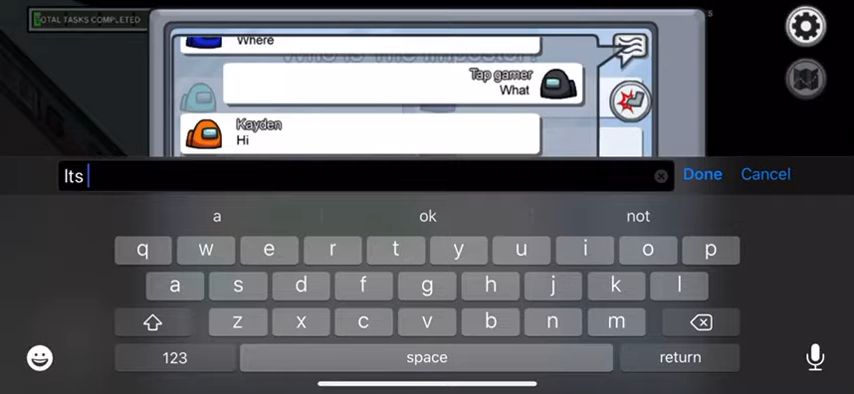 TOTAL TASKS COMPLETED
Where
Tap gamer
What
Kayden
Hi
Its
Done
Cancel
a
ok
not
q w e r t y u i o p
a s d f g h j k l
z x c v b n m
123
space
return